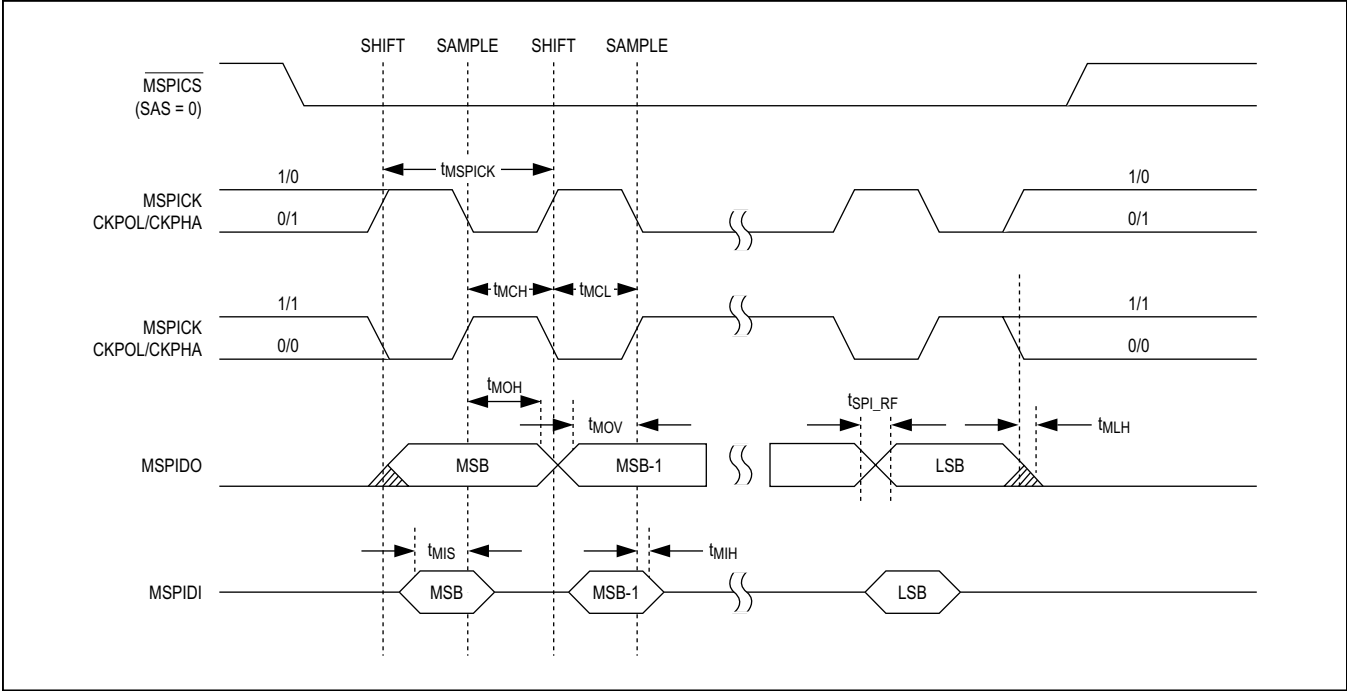 SHIFT SAMPLE SHIFT SAMPLE
MSPICS
(SAS = 0)
tMSPICK
1/0 1/0
MSPICK
CKPOL/CKPHA
0/1 0/1
tMCH tMCL
1/1 1/1
MSPICK
CKPOL/CKPHA
0/0 0/0
tMOH
tSPI_RF
tMOV
tMLH
MSPIDO MSB MSB-1 LSB
tMIS
tMIH
MSPIDI MSB MSB-1 LSB